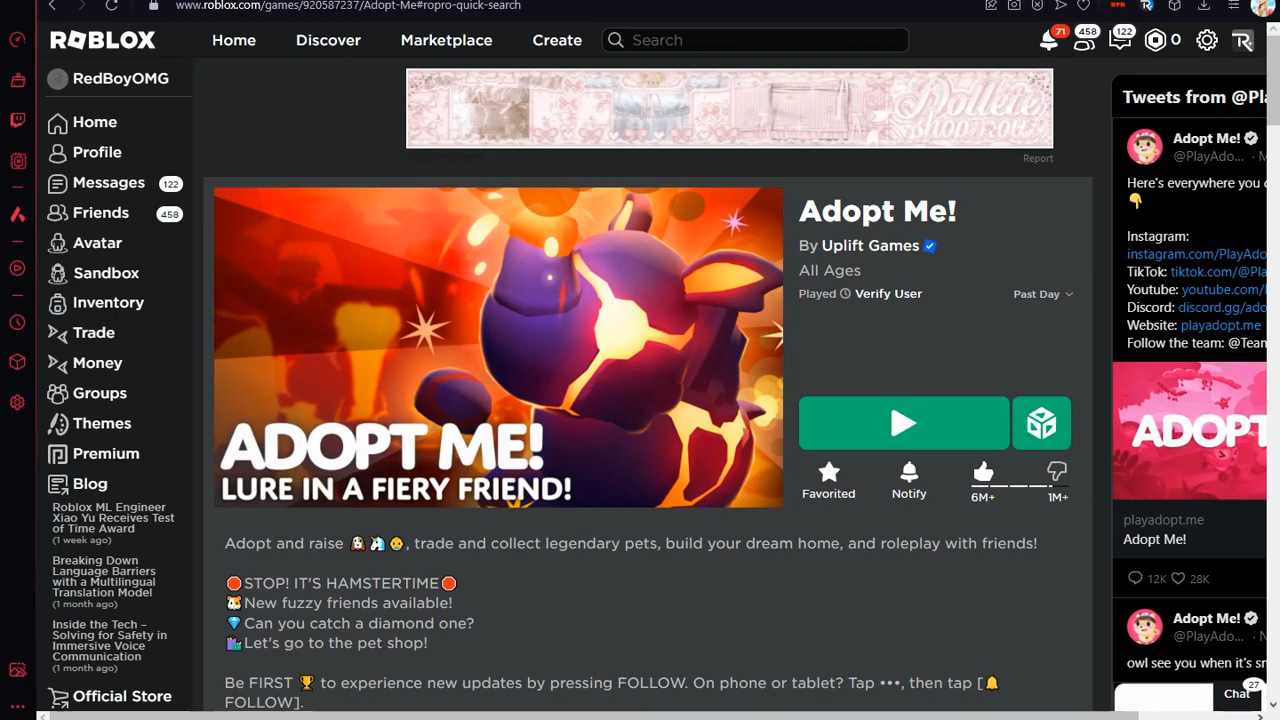 www.roblox.com/games/920587237/Adopt-Me#ropro-quick-search
ROBLOX
Home
Discover
Marketplace
Create
Search
71
458
122
0
RedBoyOMG
Home
Profile
Messages
122
Friends
458
Avatar
Sandbox
Inventory
Trade
Money
Groups
Themes
Premium
Blog
Roblox ML Engineer
Xiao Yu Receives Test
of Time Award
(1 week ago)
Breaking Down
Language Barriers
with a Multilingual
Translation Model
(1 month ago)
Inside the Tech –
Solving for Safety in
Immersive Voice
Communication
(1 month ago)
Official Store
Report
ADOPT ME!
LURE IN A FIERY FRIEND!
Adopt Me!
By Uplift Games
All Ages
Played Verify User
Past Day
Favorited
Notify
6M+
1M+
Adopt and raise 🐶🦄👶, trade and collect legendary pets, build your dream home, and roleplay with friends!
🛑STOP! IT'S HAMSTERTIME🛑
🐹New fuzzy friends available!
💎Can you catch a diamond one?
🛍️Let's go to the pet shop!
Be FIRST 🏆 to experience new updates by pressing FOLLOW. On phone or tablet? Tap •••, then tap [🔔
FOLLOW].
Tweets from @Pl
Adopt Me!
@PlayAdo...
Here's everywhere you
👇
Instagram:
instagram.com/PlayAdo
TikTok: tiktok.com/@Pl
Youtube: youtube.com/
Discord: discord.gg/ado
Website: playadopt.me
Follow the team: @Team
ADOPT
playadopt.me
Adopt Me!
12K
28K
Adopt Me!
@PlayAdo...
owl see you when it's sn
Chat
27